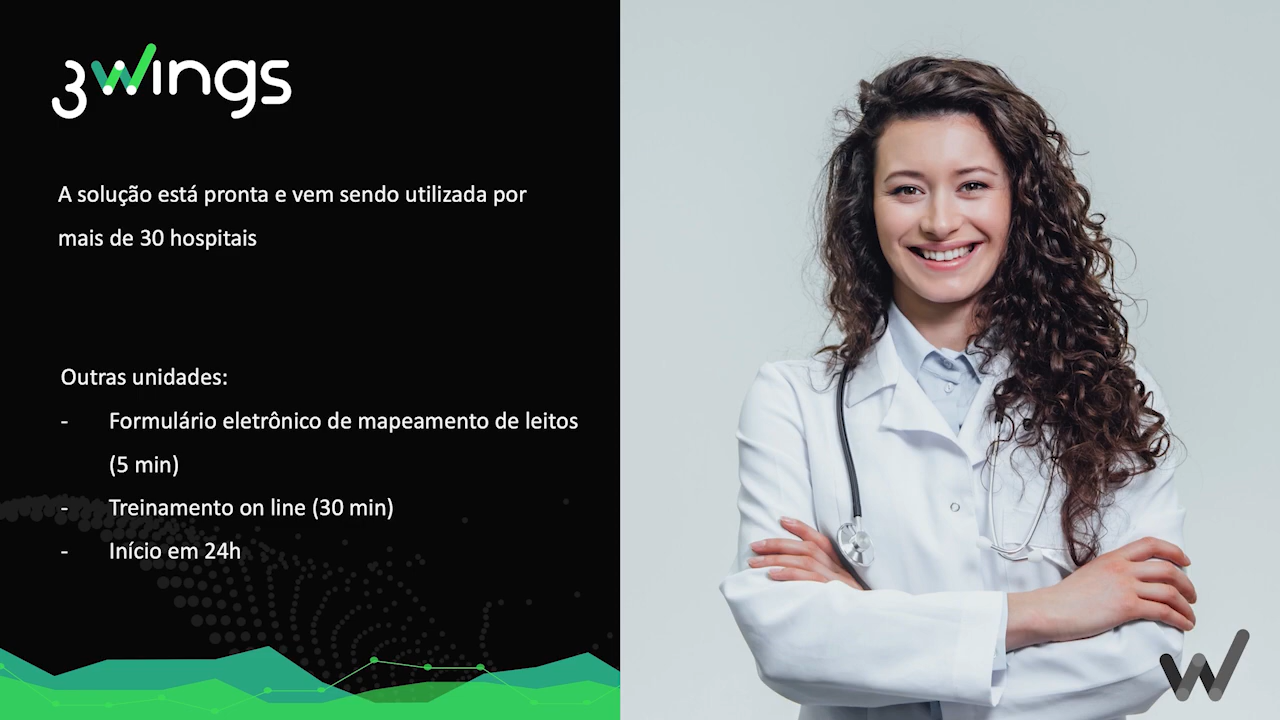 3wings
A solução está pronta e vem sendo utilizada por
mais de 30 hospitais
Outras unidades:
- Formulário eletrônico de mapeamento de leitos
(5 min)
- Treinamento on line (30 min)
- Início em 24h
W